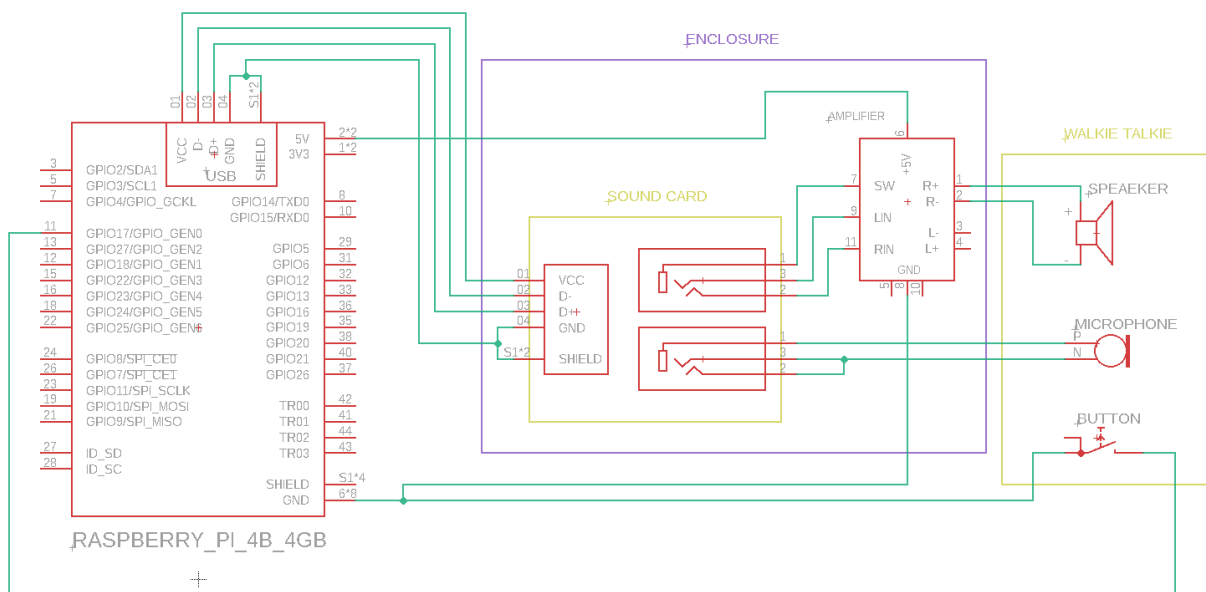 ENCLOSURE
01
02
03
04
S1*2
VCC
D-
D+
GND
SHIELD
USB
5V
2*2
3V3
1*2
AMPLIFIER
WALKIE TALKIE
3
GPIO2/SDA1
5
GPIO3/SCL1
7
GPIO4/GPIO_GCKL
GPIO14/TXD0
8
GPIO15/RXD0
10
6
+5V
7
SW
R+
1
9
LIN
R-
2
11
RIN
L-
3
L+
4
GND
5
8
10
SPEAEKER
+
-
SOUND CARD
11
GPIO17/GPIO_GEN0
13
GPIO27/GPIO_GEN2
12
GPIO18/GPIO_GEN1
15
GPIO22/GPIO_GEN3
16
GPIO23/GPIO_GEN4
18
GPIO24/GPIO_GEN5
22
GPIO25/GPIO_GEN6
GPIO5
29
GPIO6
31
GPIO12
32
GPIO13
33
GPIO16
36
GPIO19
35
GPIO20
38
GPIO21
40
GPIO26
37
01
VCC
02
D-
03
D+
04
GND
S1*2
SHIELD
1
3
2
1
3
2
MICROPHONE
P
N
24
GPIO8/SPI_CE0
26
GPIO7/SPI_CE1
23
GPIO11/SPI_SCLK
19
GPIO10/SPI_MOSI
21
GPIO9/SPI_MISO
TR00
42
TR01
41
TR02
44
TR03
43
BUTTON
27
ID_SD
28
ID_SC
SHIELD
S1*4
GND
6*8
RASPBERRY_PI_4B_4GB